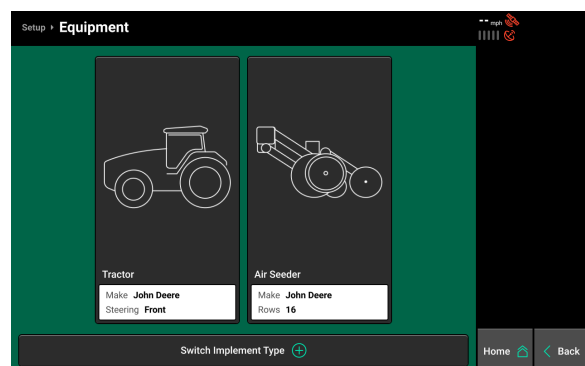 Setup › Equipment
-- mph
Tractor
Make John Deere
Steering Front
Air Seeder
Make John Deere
Rows 16
Switch Implement Type
Home
Back